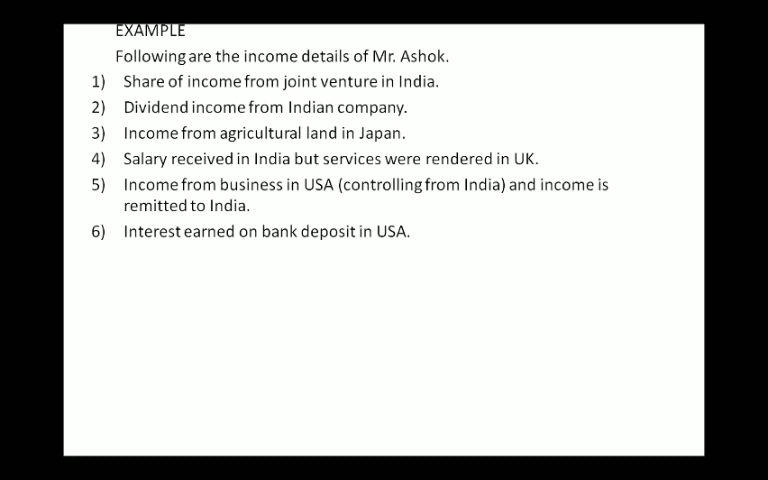 EXAMPLE
Following are the income details of Mr. Ashok.
1) Share of income from joint venture in India.
2) Dividend income from Indian company.
3) Income from agricultural land in Japan.
4) Salary received in India but services were rendered in UK.
5) Income from business in USA (controlling from India) and income is
remitted to India.
6) Interest earned on bank deposit in USA.